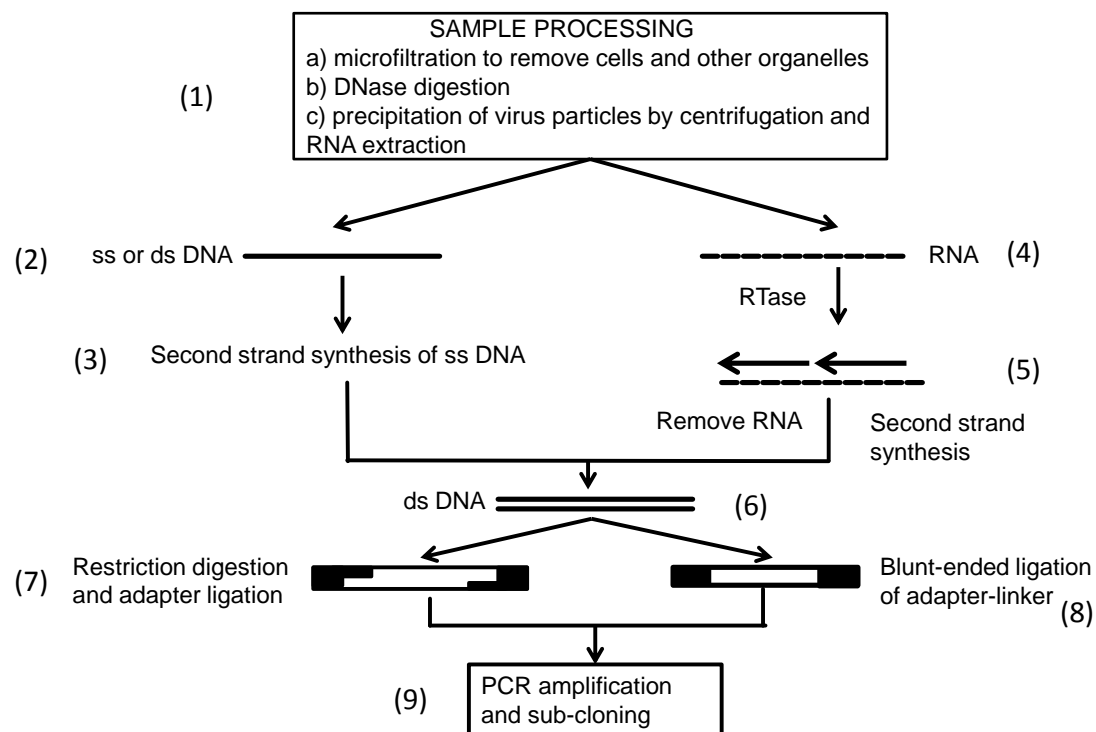 SAMPLE PROCESSING
a) microfiltration to remove cells and other organelles
b) DNase digestion
c) precipitation of virus particles by centrifugation and
RNA extraction
(1)
(2)
ss or ds DNA
RNA
(4)
RTase
(3)
Second strand synthesis of ss DNA
(5)
Remove RNA
Second strand
synthesis
ds DNA
(6)
(7)
Restriction digestion
and adapter ligation
Blunt-ended ligation
of adapter-linker
(8)
(9)
PCR amplification
and sub-cloning